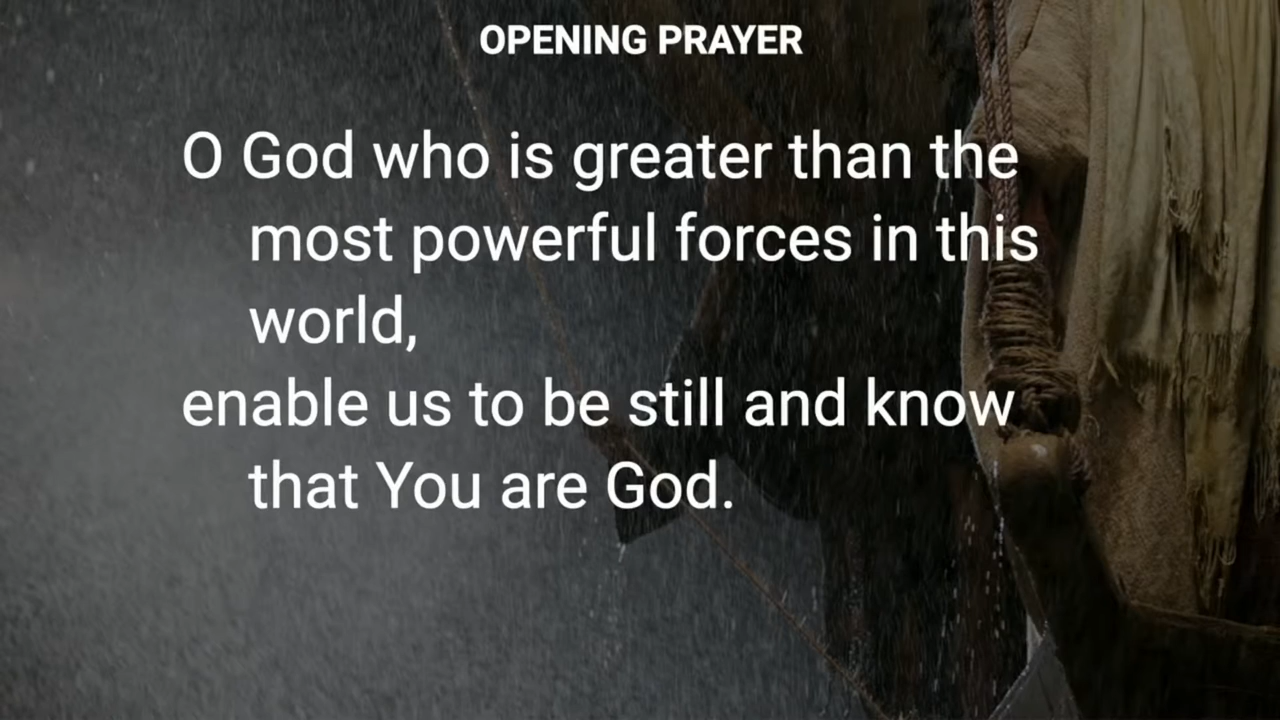 OPENING PRAYER
O God who is greater than the
most powerful forces in this
world,
enable us to be still and know
that You are God.